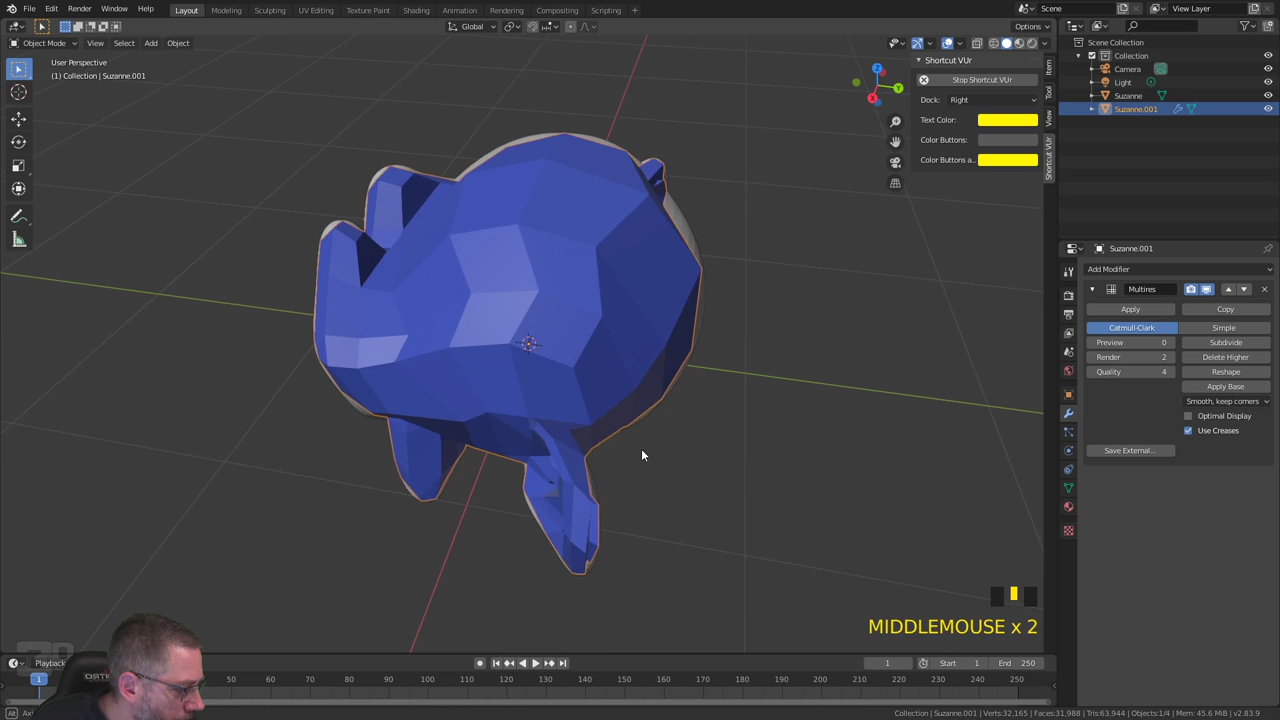 File Edit Render Window Help Layout Modeling Sculpting UV Editing Texture Paint Shading Animation Rendering Compositing Scripting + Scene View Layer
Global Options
Object Mode View Select Add Object
User Perspective
(1) Collection | Suzanne.001
Z
Y
X
Shortcut VUr
Stop Shortcut VUr
Dock: Right
Text Color:
Color Buttons:
Color Buttons a..
Item
Tool
View
Shortcut VUr
Scene Collection
Collection
Camera
Light
Suzanne
Suzanne.001
Suzanne.001
Add Modifier
Multires
Apply Copy
Catmull-Clark Simple
Preview 0 Subdivide
Render 2 Delete Higher
Quality 4 Reshape
Apply Base
Smooth, keep corners
Optimal Display
Use Creases
Save External...
MIDDLEMOUSE x 2
Playback 1 Start 1 End 250
1 50 60 70 80 90 100 110 120 130 140 150 160 170 180 190 200 210 220 230 240 250
Collection | Suzanne.001 | Verts:32,165 | Faces:31,988 | Tris:63,944 | Objects:1/4 | Mem: 45.6 MiB | v2.83.9